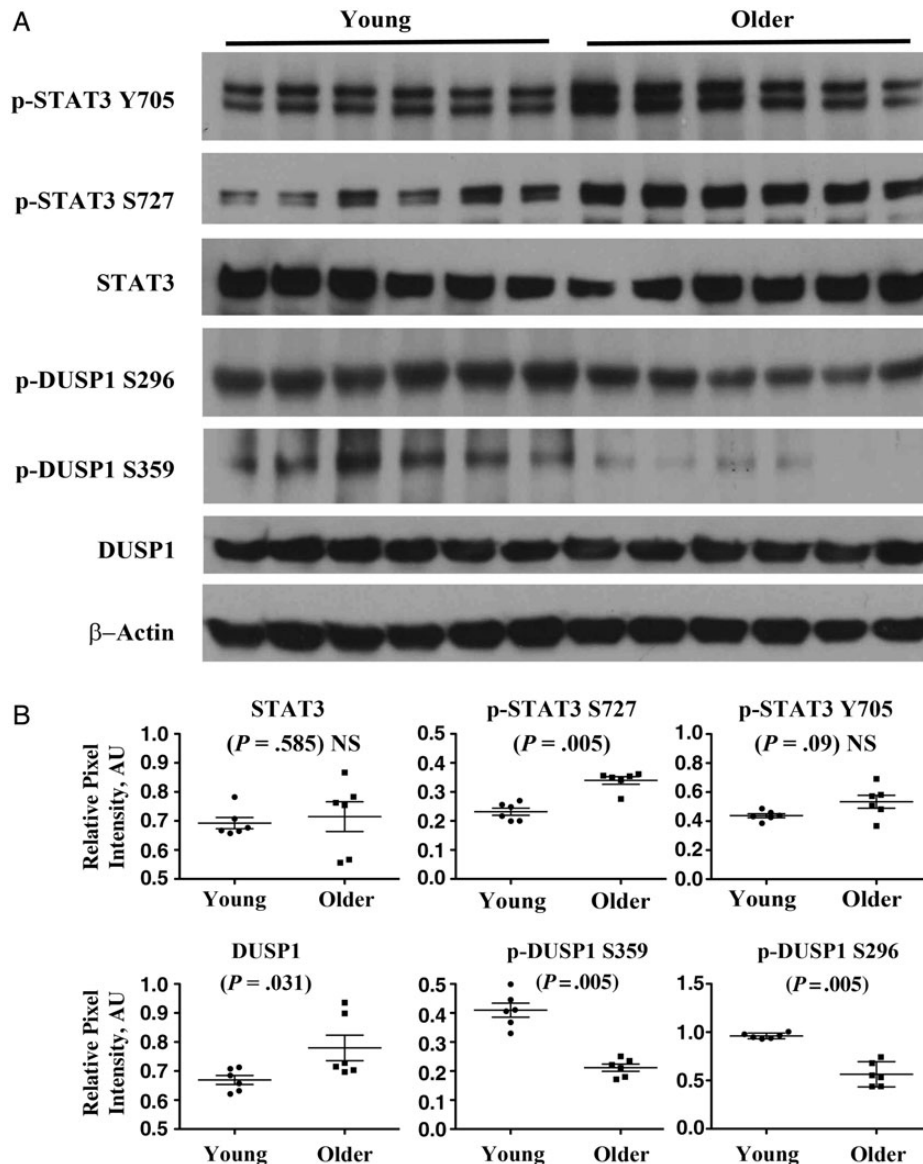 A
Young Older
p-STAT3 Y705
p-STAT3 S727
STAT3
p-DUSP1 S296
p-DUSP1 S359
DUSP1
β–Actin
B
STAT3
(P = .585) NS
Relative Pixel
Intensity, AU
1.0
0.9
0.8
0.7
0.6
0.5
Young Older
p-STAT3 S727
(P = .005)
0.5
0.4
0.3
0.2
0.1
0.0
Young Older
p-STAT3 Y705
(P = .09) NS
1.0
0.8
0.6
0.4
0.2
0.0
Young Older
DUSP1
(P = .031)
Relative Pixel
Intensity, AU
1.0
0.9
0.8
0.7
0.6
0.5
Young Older
p-DUSP1 S359
(P = .005)
0.5
0.4
0.3
0.2
0.1
0.0
Young Older
p-DUSP1 S296
(P = .005)
1.5
1.0
0.5
0.0
Young Older